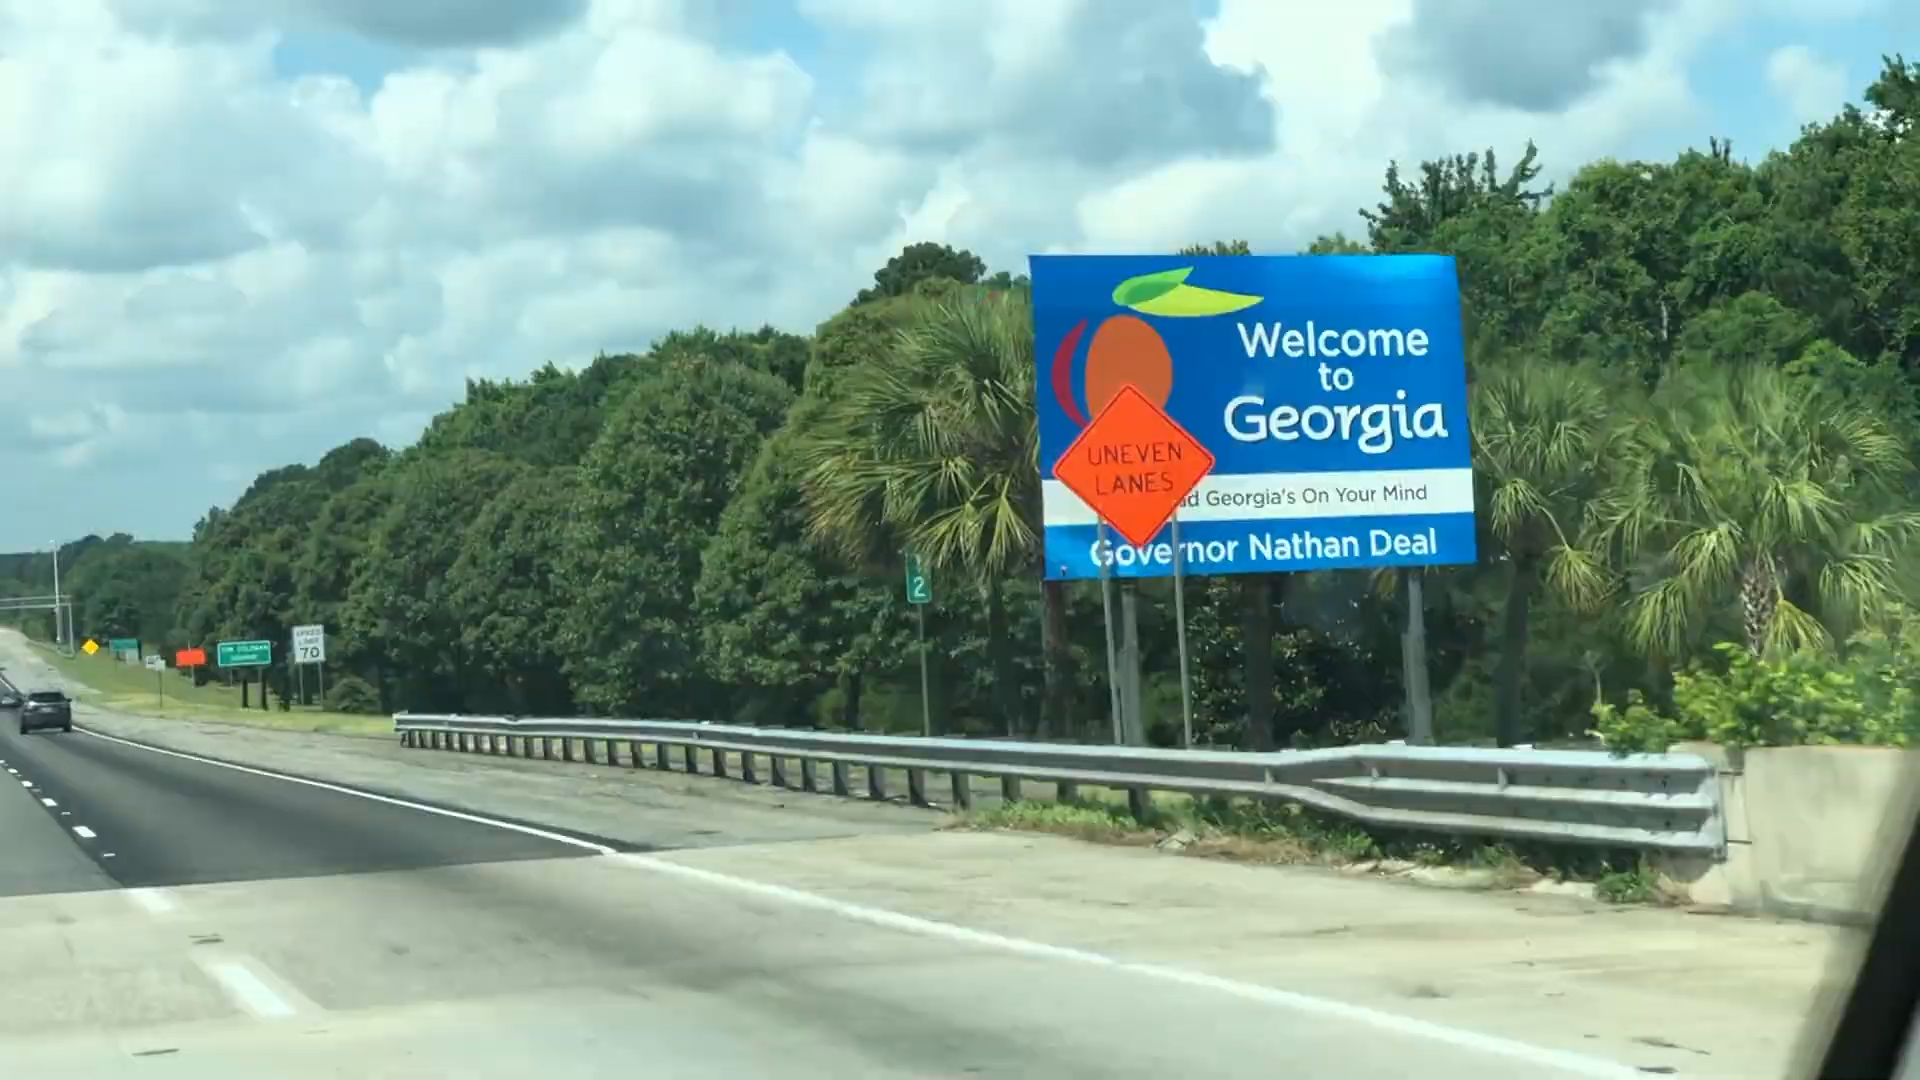 Welcome
to
Georgia
UNEVEN
LANES
Georgia's On Your Mind
Governor Nathan Deal
2
SPEED
LIMIT
70